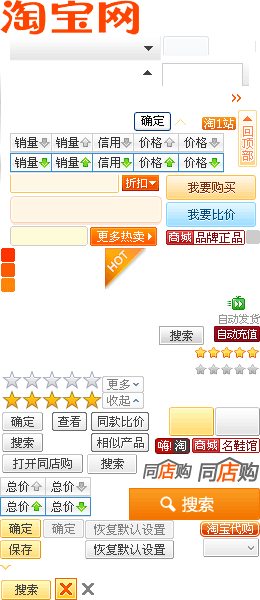 淘宝网
确定
淘1站
回顶部
销量 销量 信用 价格 价格
销量 销量 信用 价格 价格
折扣
我要购买
我要比价
更多热卖
商城 品牌正品
HOT
自动发货
搜索
自动充值
更多
收起
确定 查看 同款比价
搜索 相似产品
嗨!淘 商城 名鞋馆
打开同店购 搜索
同店购 同店购
总价 总价
总价 总价
搜索
确定 确定 恢复默认设置
淘宝代购
保存 恢复默认设置
搜索